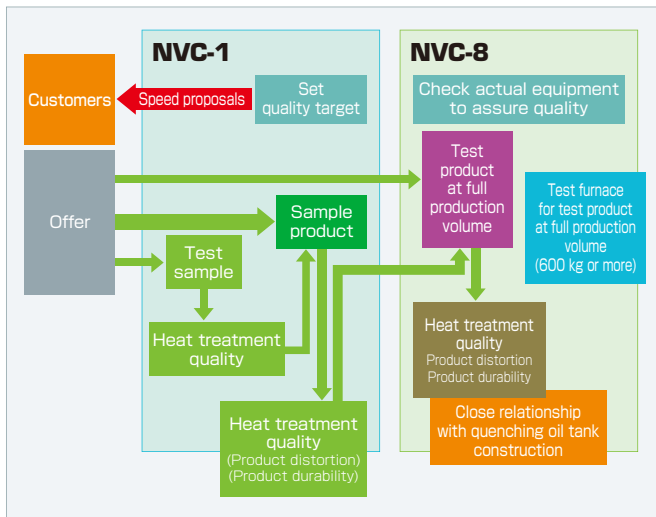 NVC-1
NVC-8
Customers
Speed proposals
Set
quality target
Check actual equipment
to assure quality
Offer
Test
sample
Sample
product
Heat treatment
quality
Heat treatment
quality
(Product distortion)
(Product durability)
Test
product
at full
production
volume
Test furnace
for test product
at full production
volume
(600 kg or more)
Heat treatment
quality
Product distortion
Product durability
Close relationship
with quenching oil tank
construction